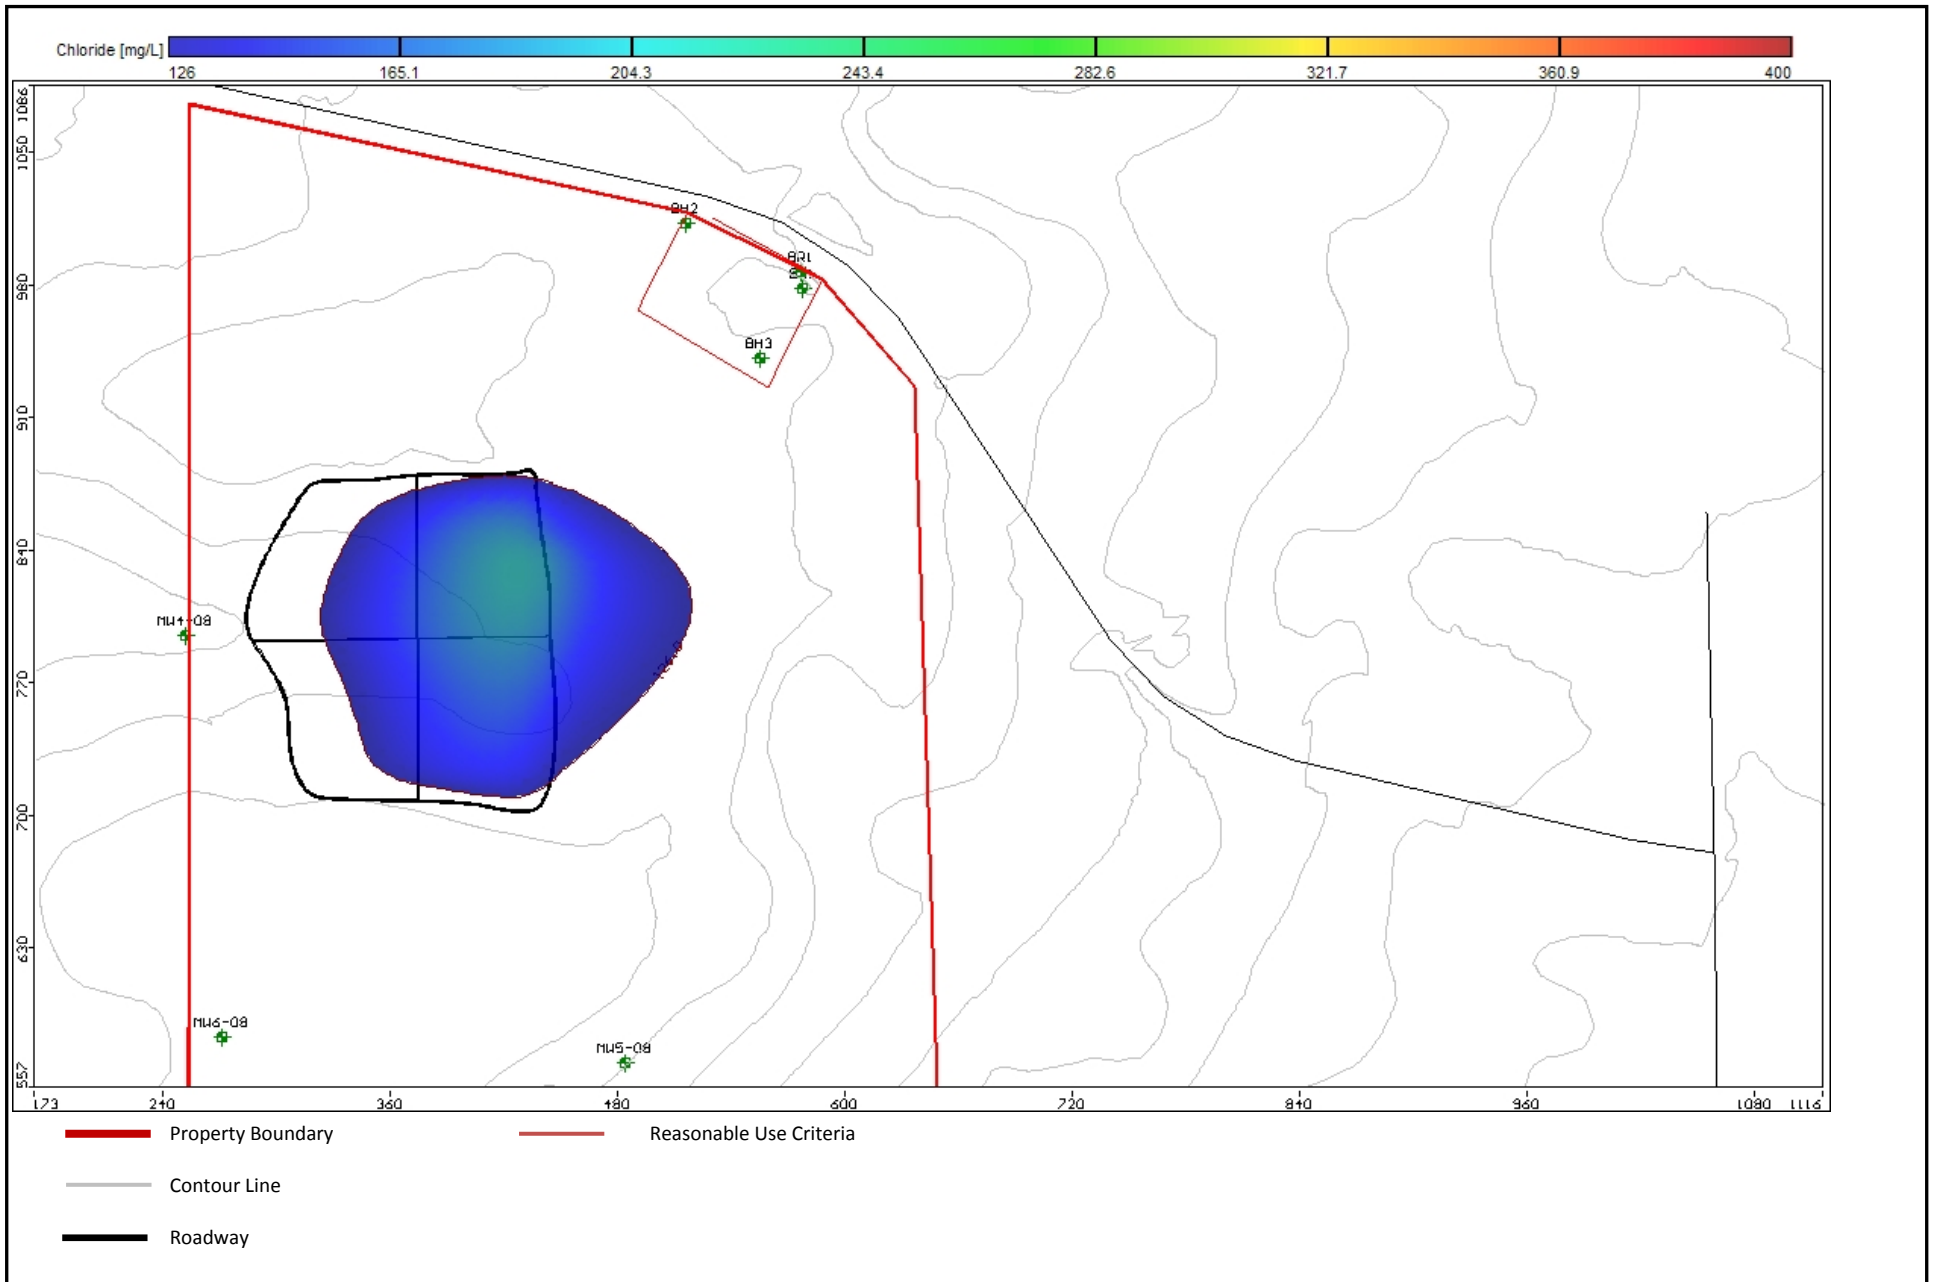 Chloride [mg/L]
126 165.1 204.3 243.4 282.6 321.7 360.9 400
1086
1050
980
910
840
770
700
630
557
BH2
BR1
BH3
MW4-08
MW6-08
MW5-08
173 240 360 480 600 720 840 960 1080 1116
Property Boundary Reasonable Use Criteria
Contour Line
Roadway